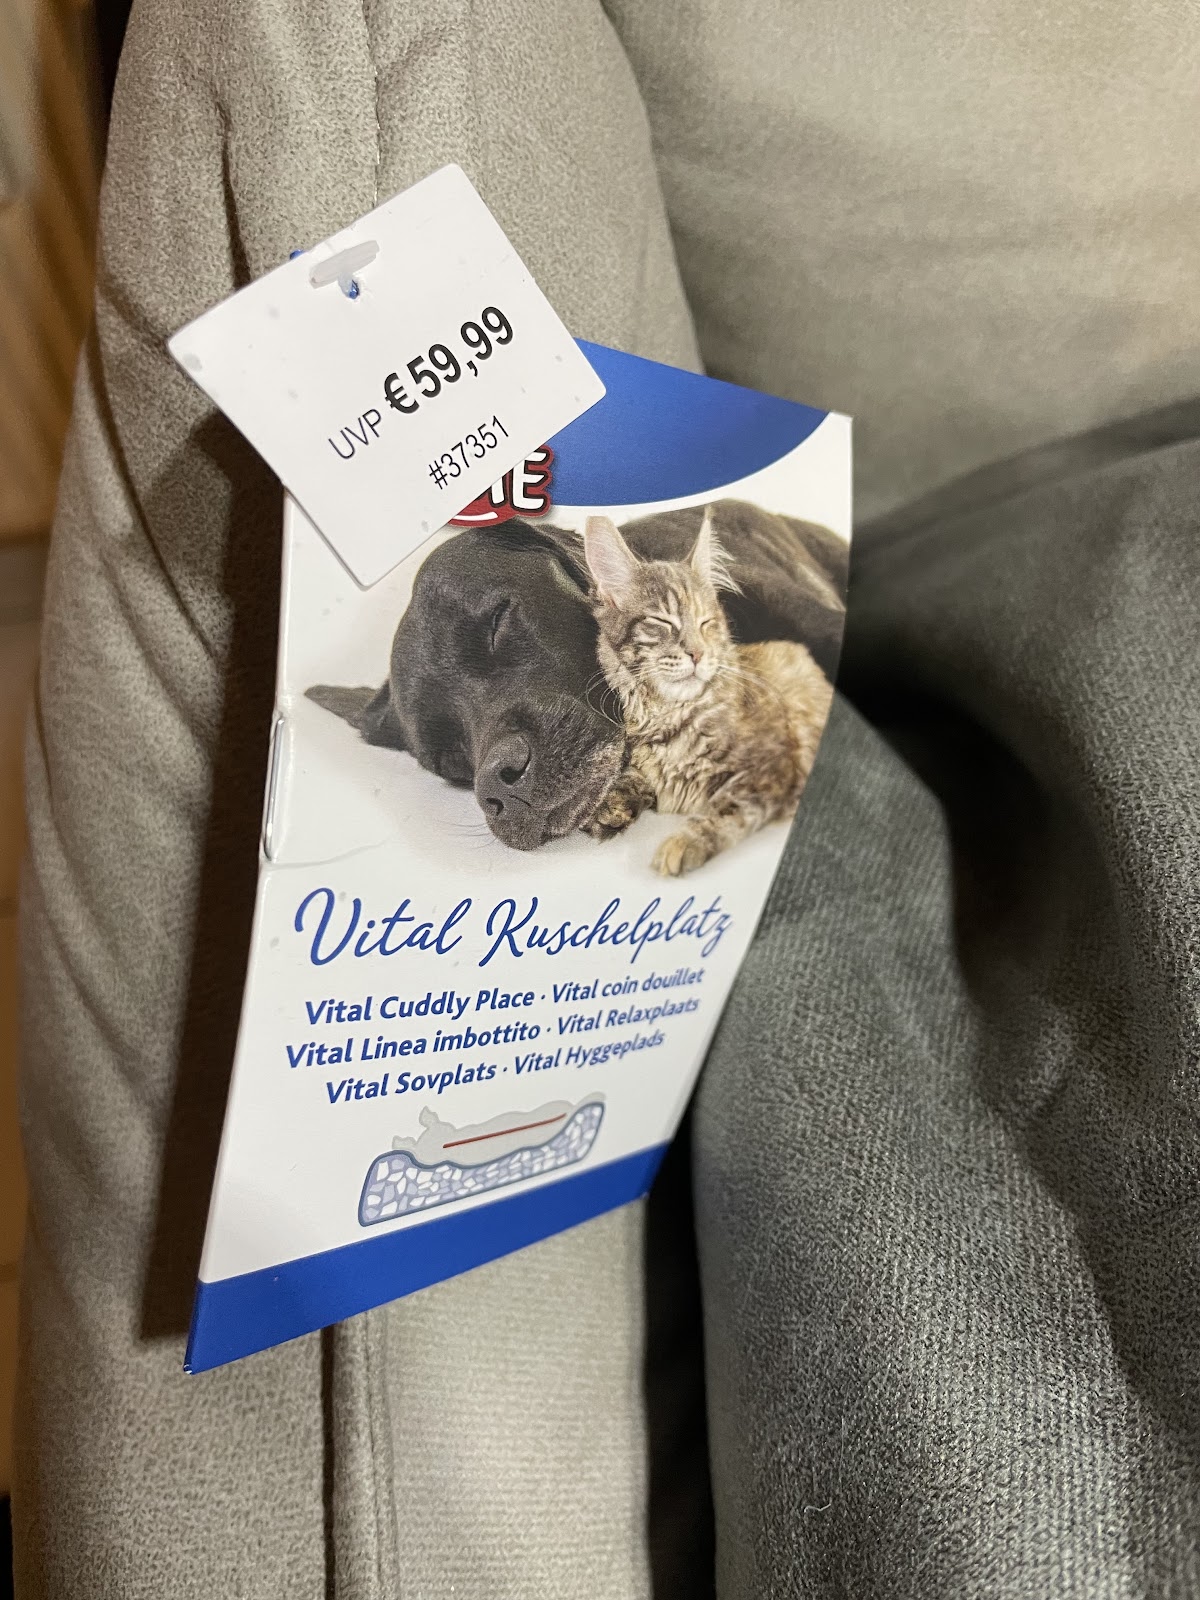 UVP €59,99
#37351
Vital Kuschelplatz
Vital Cuddly Place · Vital coin douillet
Vital Linea imbottito · Vital Relaxplaats
Vital Sovplats · Vital Hyggeplads